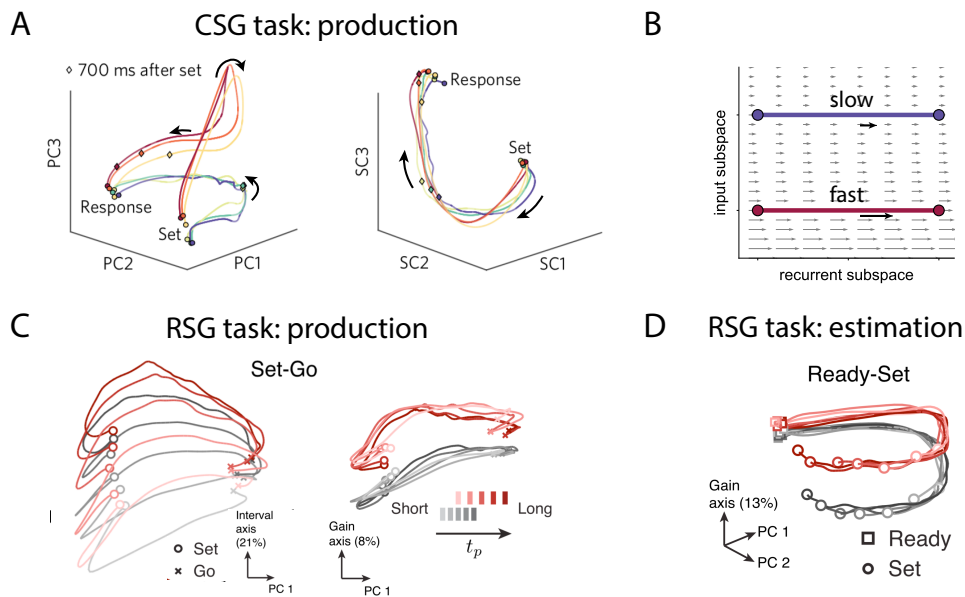 A
CSG task: production
◊ 700 ms after set
PC3
Response
Set
PC2
PC1
SC3
Response
Set
SC2
SC1
B
input subspace
slow
fast
recurrent subspace
C
RSG task: production
Set-Go
Set
Go
Interval
axis
(21%)
PC 1
Gain
axis (8%)
PC 1
Short
Long
tp
D
RSG task: estimation
Ready-Set
Gain
axis (13%)
PC 1
PC 2
Ready
Set